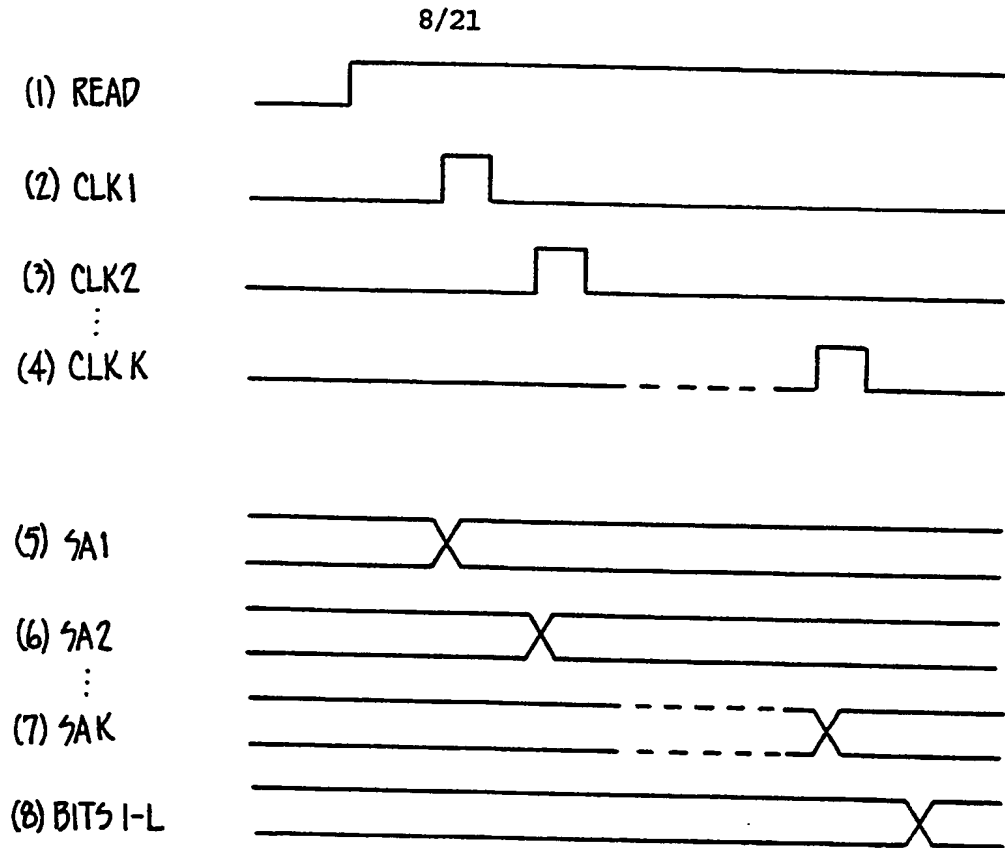 8/21
(1) READ
(2) CLK1
(3) CLK2
⋮
(4) CLK K
(5) SA1
(6) SA2
⋮
(7) SAK
(8) BITS 1-L